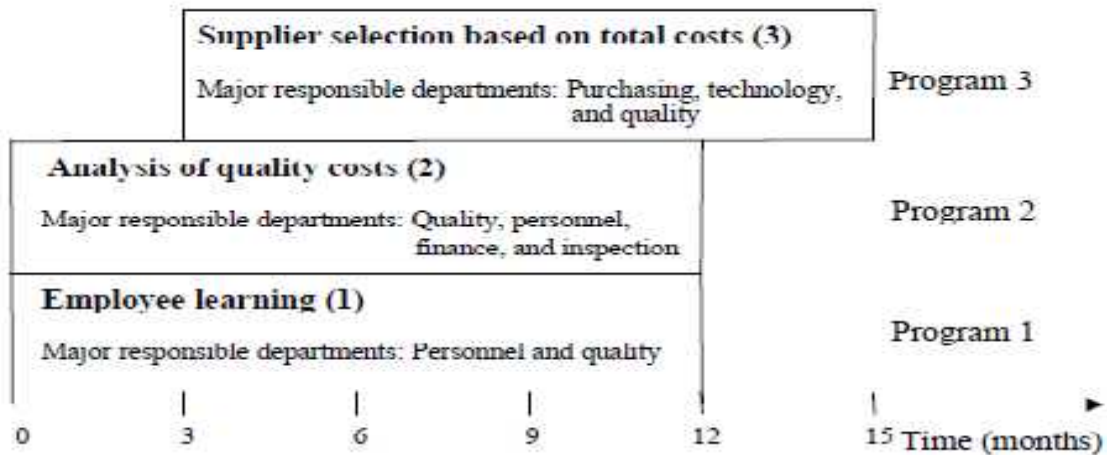 Supplier selection based on total costs (3)
Major responsible departments: Purchasing, technology,
and quality
Program 3
Analysis of quality costs (2)
Major responsible departments: Quality, personnel,
finance, and inspection
Program 2
Employee learning (1)
Major responsible departments: Personnel and quality
Program 1
0 3 6 9 12 15 Time (months)